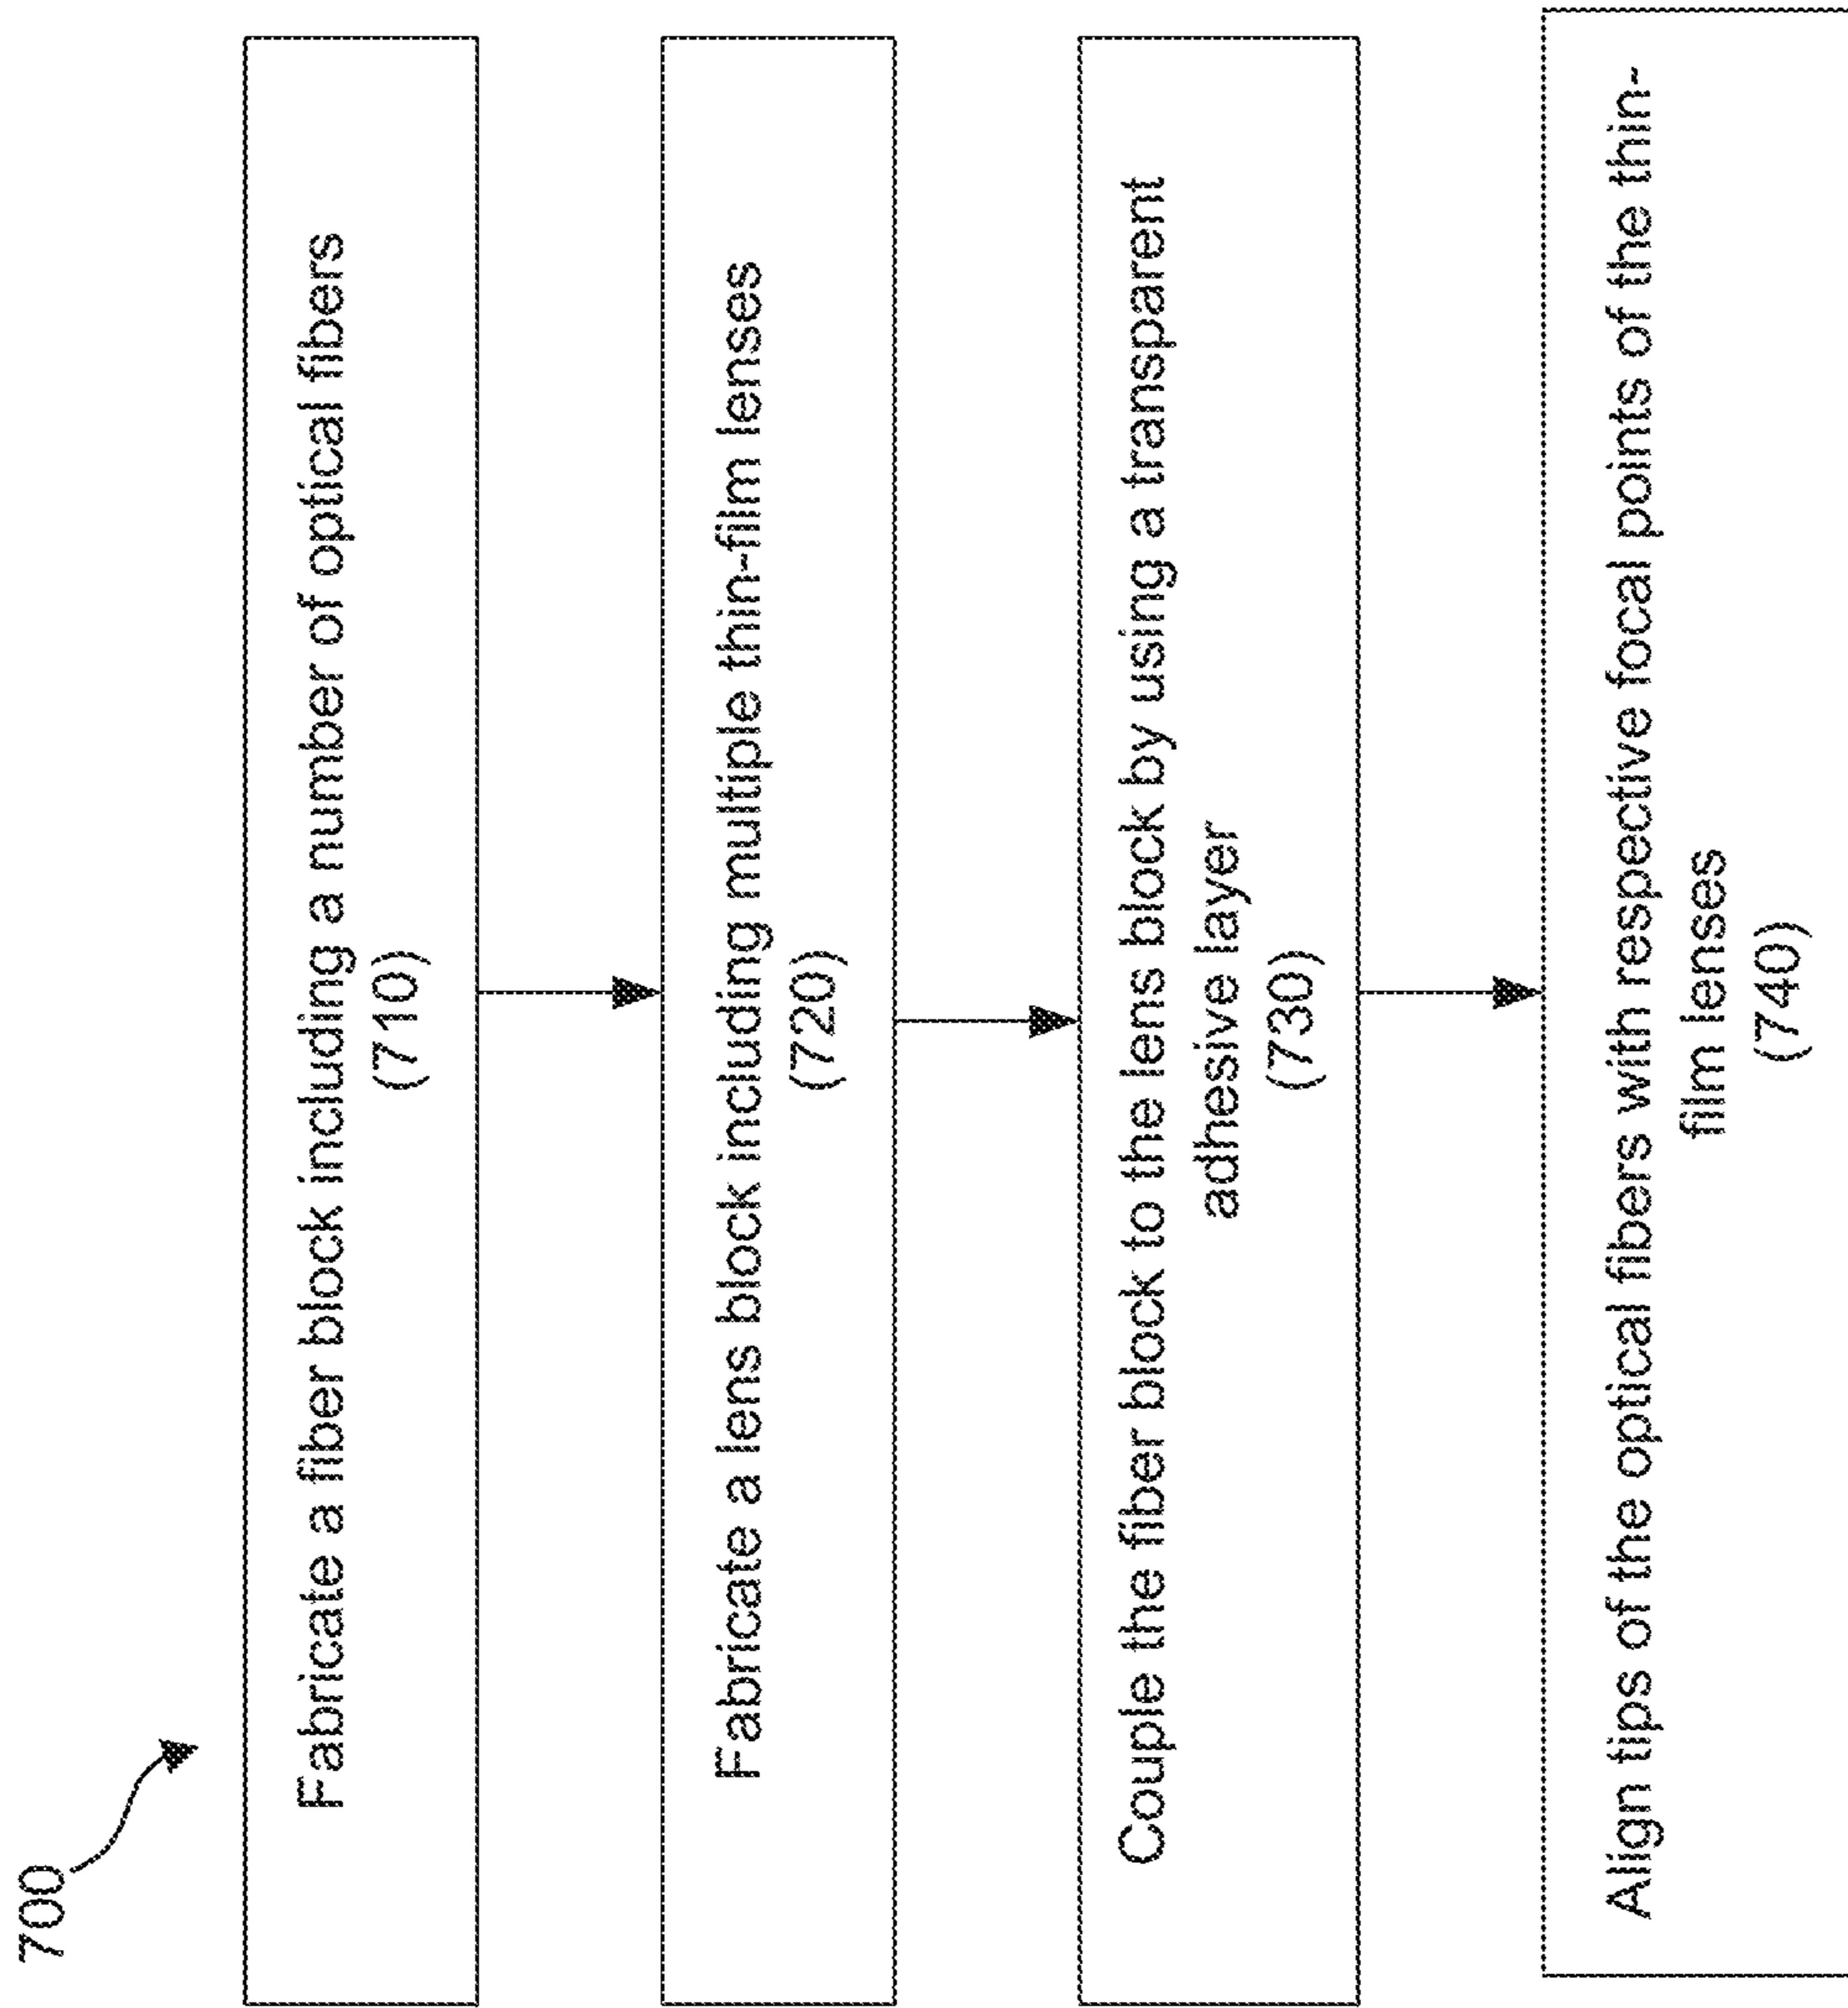 700
Fabricate a fiber block including a number of optical fibers
(710)
Fabricate a lens block including multiple thin-film lenses
(720)
Couple the fiber block to the lens block by using a transparent
adhesive layer
(730)
Align tips of the optical fibers with respective focal points of the thin-
film lenses
(740)